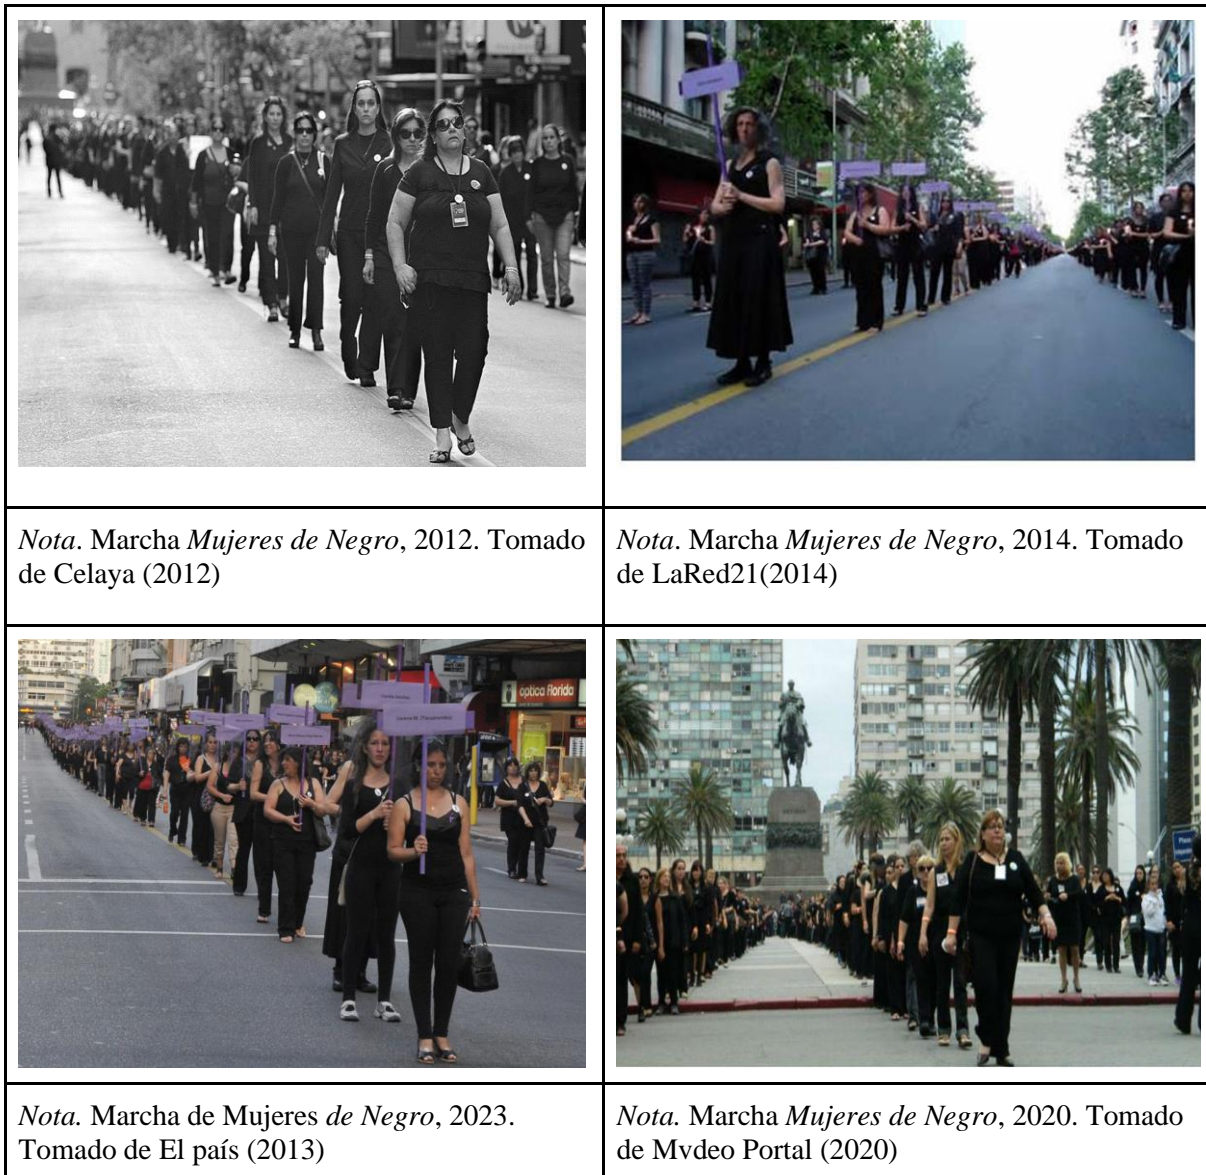 Nota. Marcha Mujeres de Negro, 2012. Tomado
de Celaya (2012)
Nota. Marcha Mujeres de Negro, 2014. Tomado
de LaRed21(2014)
optica florida
Nota. Marcha de Mujeres de Negro, 2023.
Tomado de El país (2013)
Nota. Marcha Mujeres de Negro, 2020. Tomado
de Mvdeo Portal (2020)